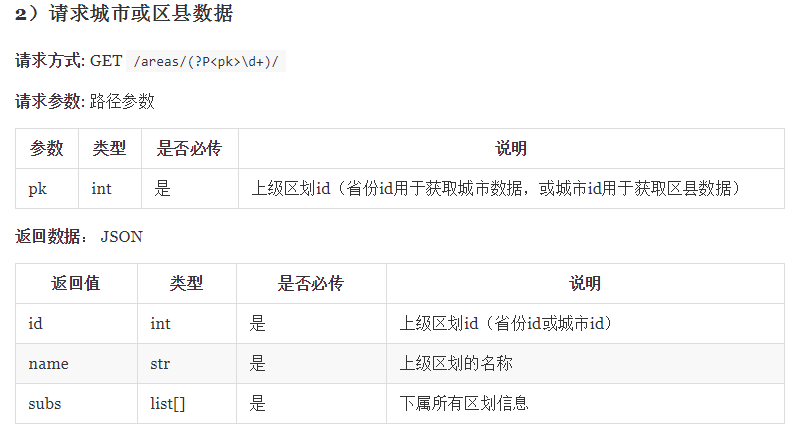 2）请求城市或区县数据
请求方式: GET /areas/(?P<pk>\d+)/
请求参数: 路径参数
参数 类型 是否必传 说明
pk int 是 上级区划id（省份id用于获取城市数据，或城市id用于获取区县数据）
返回数据： JSON
返回值 类型 是否必传 说明
id int 是 上级区划id（省份id或城市id）
name str 是 上级区划的名称
subs list[] 是 下属所有区划信息